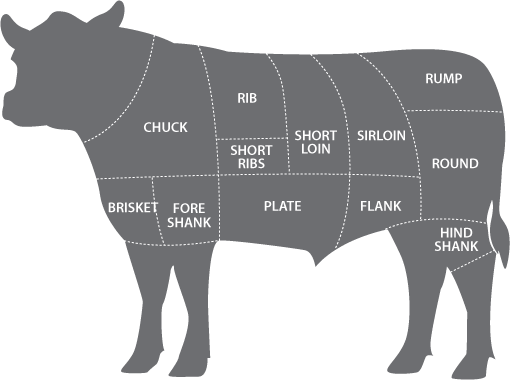 RUMP
RIB
CHUCK
SHORT
LOIN
SIRLOIN
SHORT
RIBS
ROUND
BRISKET
FORE
SHANK
PLATE
FLANK
HIND
SHANK